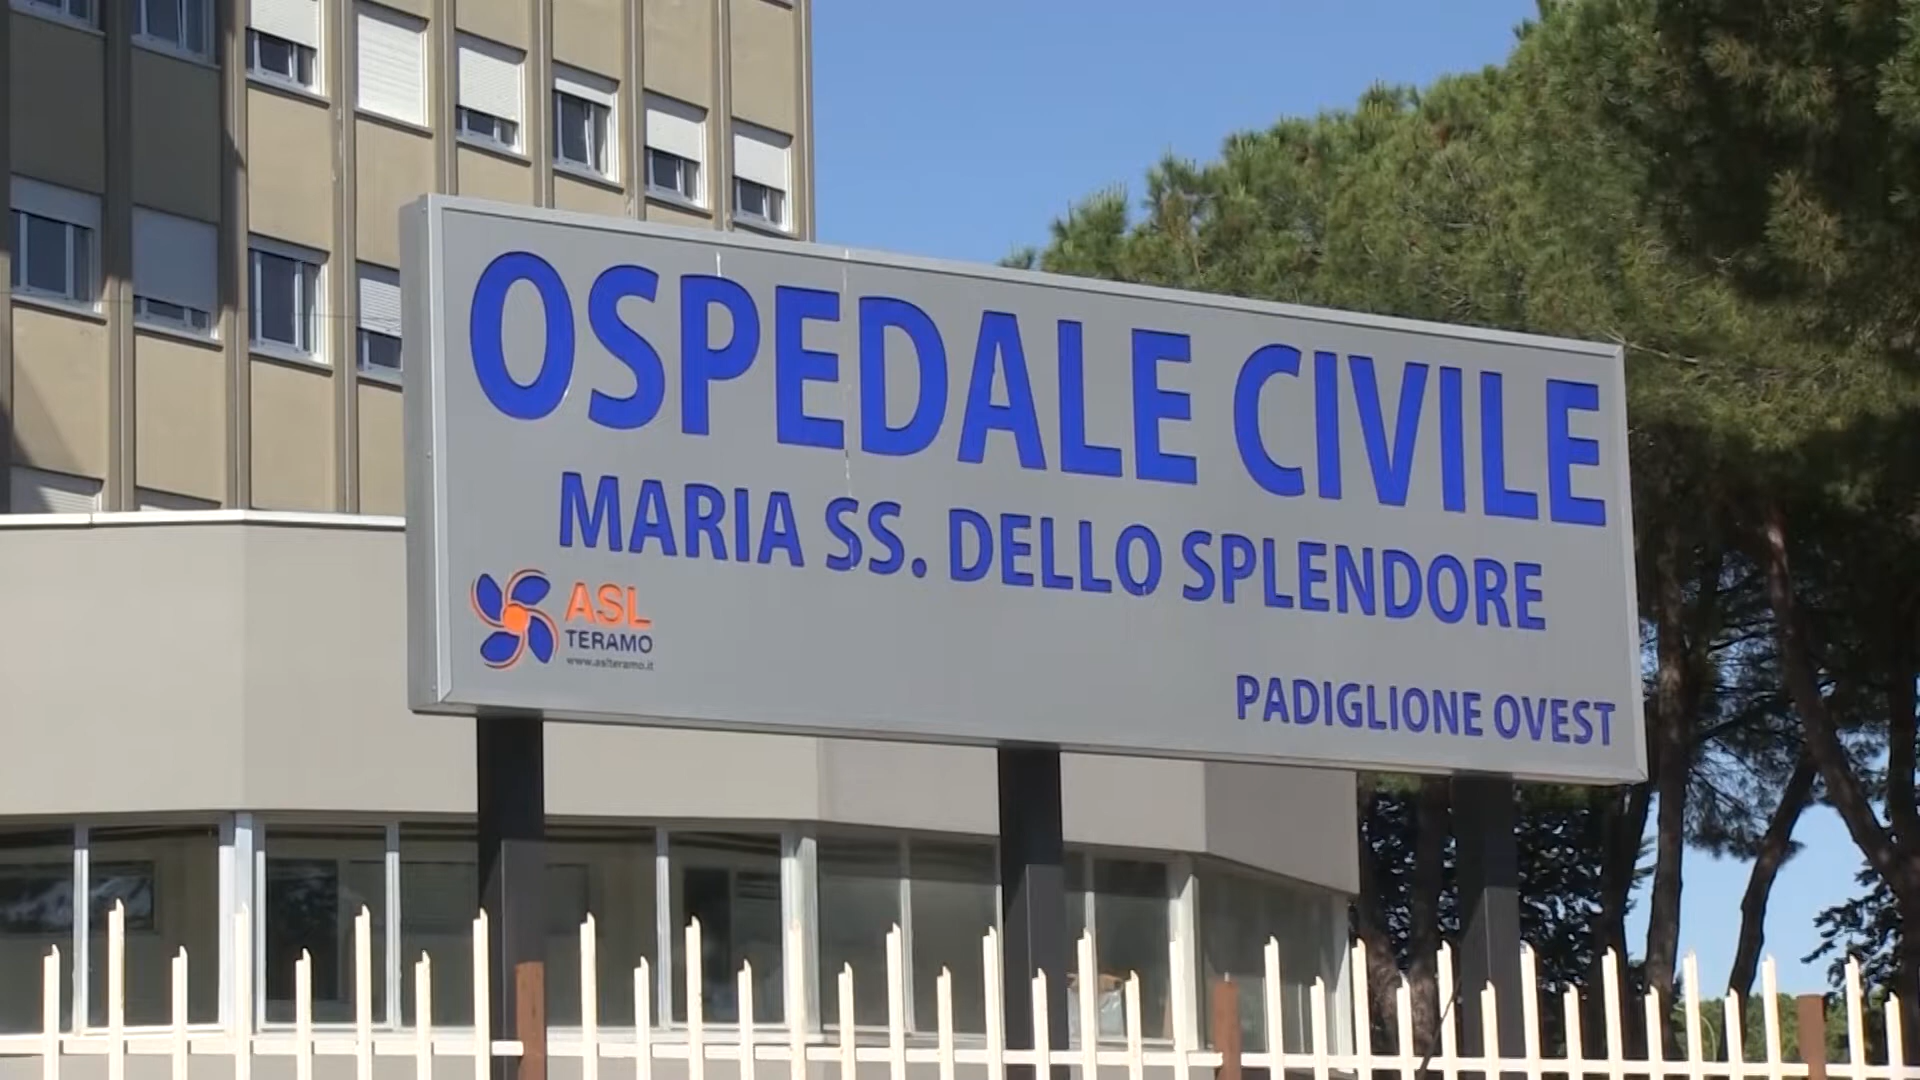 OSPEDALE CIVILE
MARIA SS. DELLO SPLENDORE
ASL
TERAMO
www.aslteramo.it
PADIGLIONE OVEST